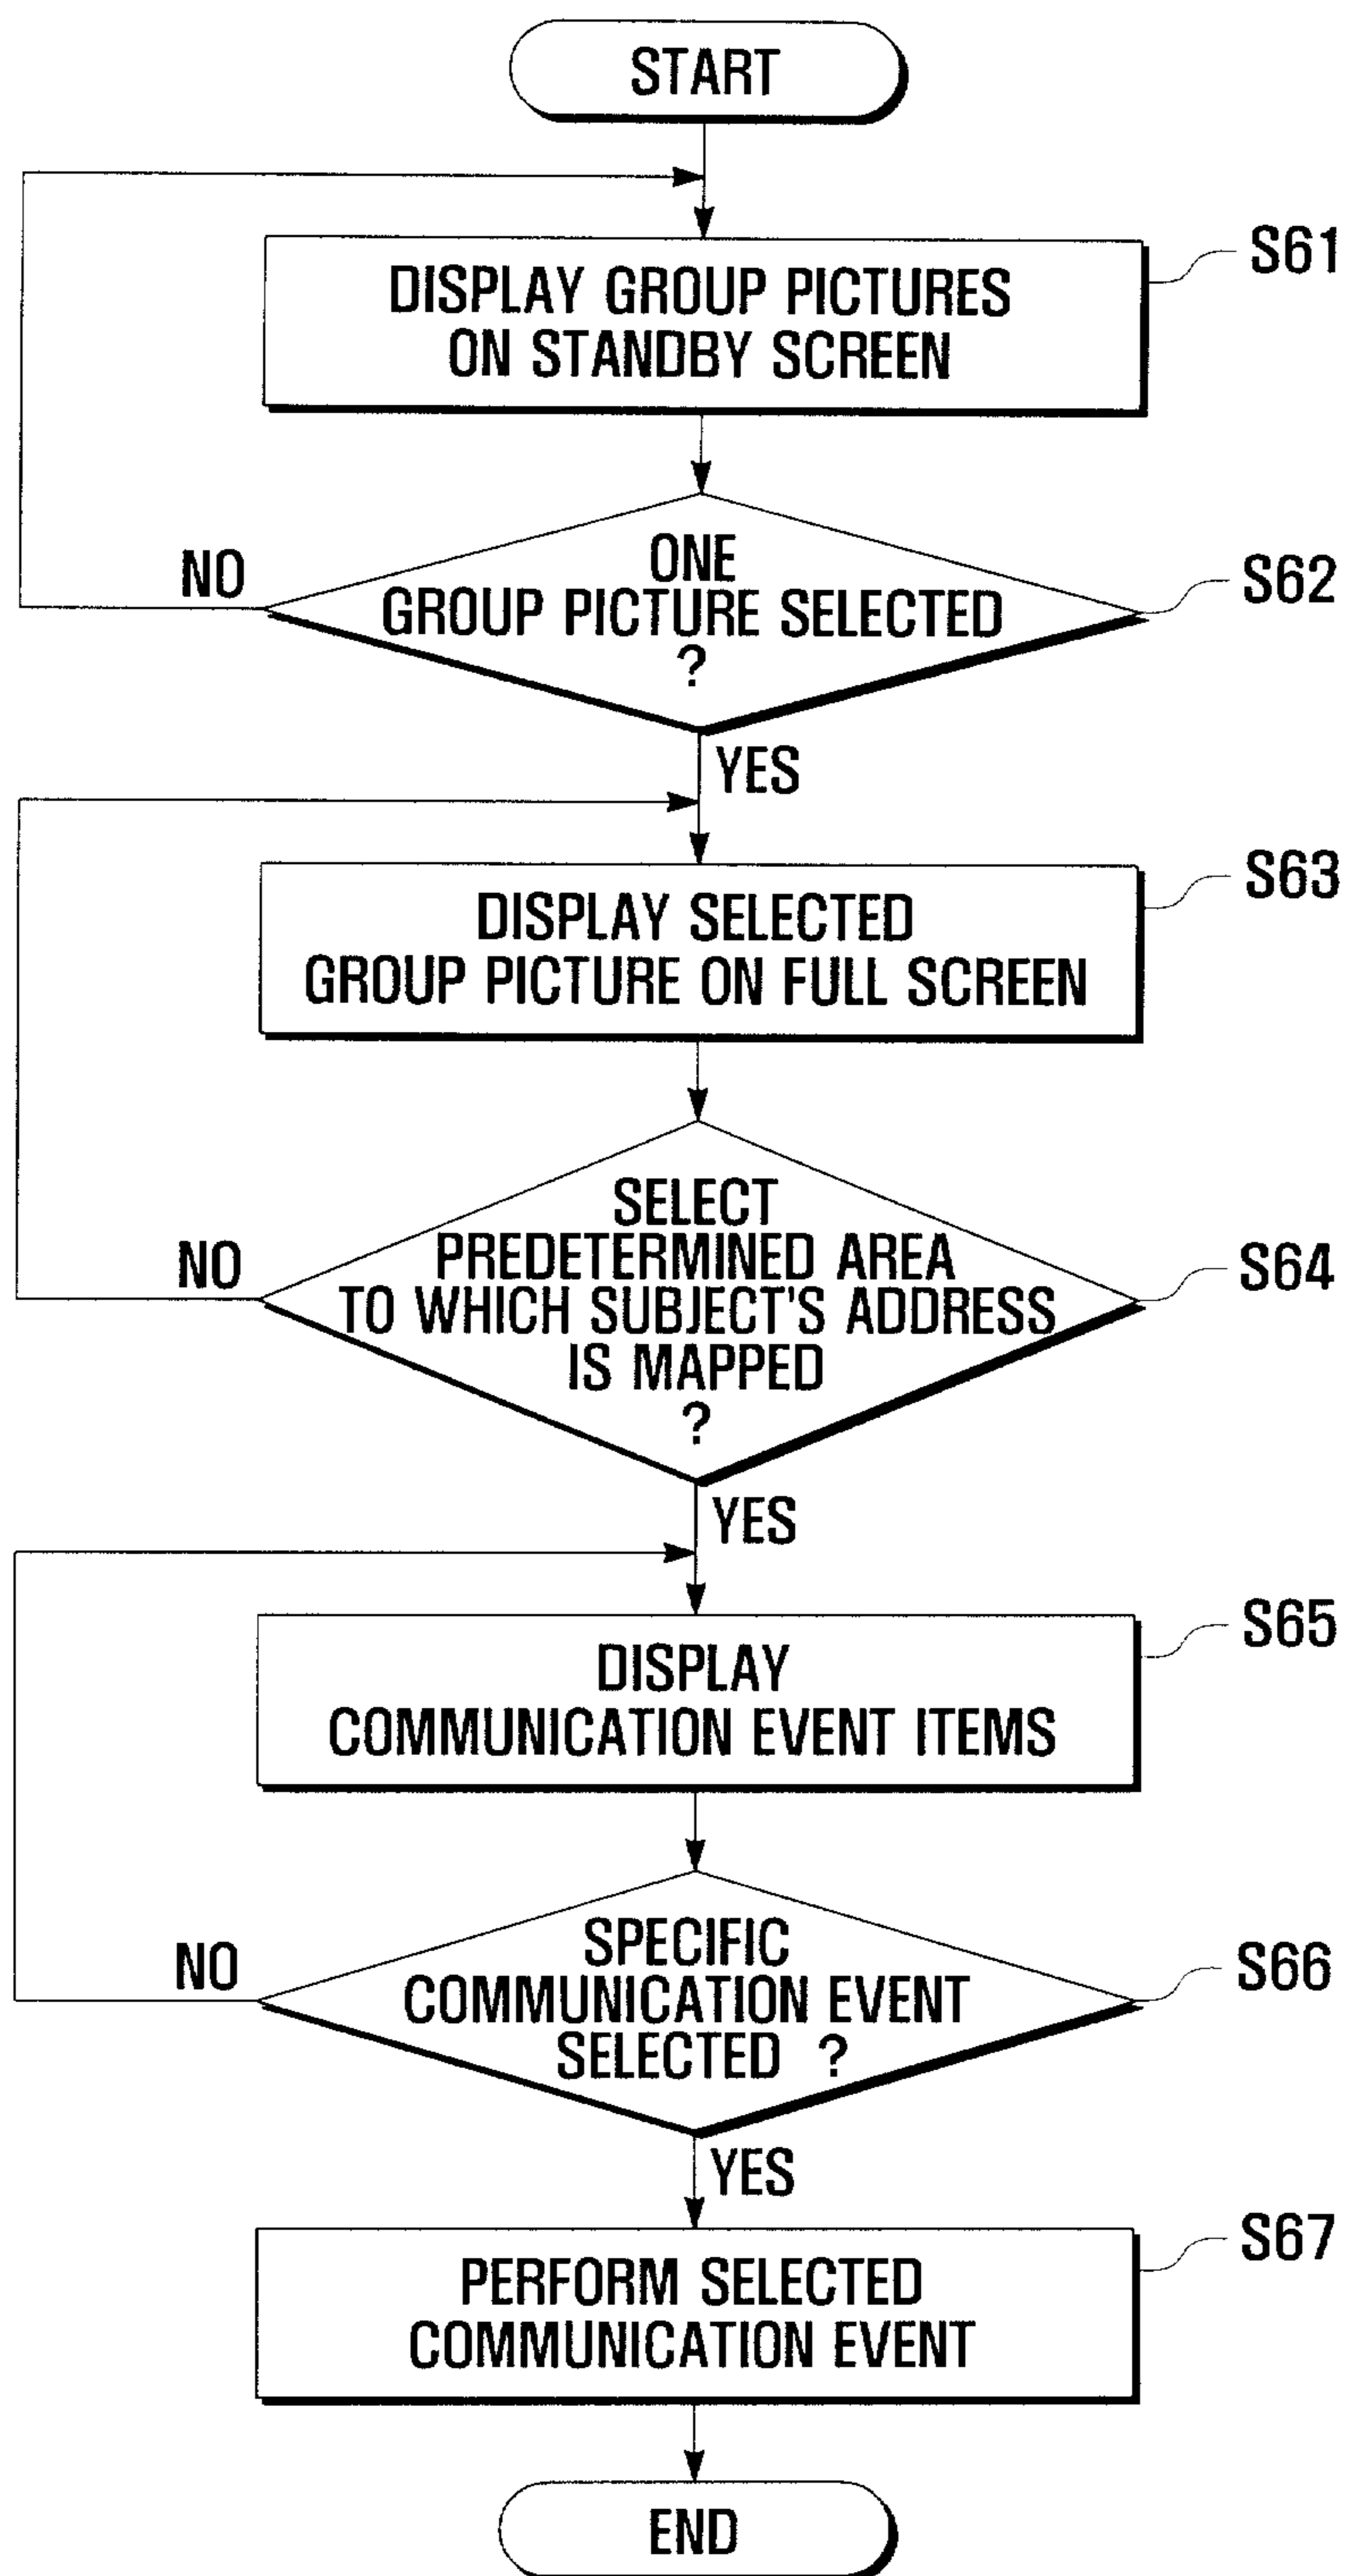 START
DISPLAY GROUP PICTURES
ON STANDBY SCREEN
S61
ONE
GROUP PICTURE SELECTED
?
S62
NO
YES
DISPLAY SELECTED
GROUP PICTURE ON FULL SCREEN
S63
SELECT
PREDETERMINED AREA
TO WHICH SUBJECT'S ADDRESS
IS MAPPED
?
S64
NO
YES
DISPLAY
COMMUNICATION EVENT ITEMS
S65
SPECIFIC
COMMUNICATION EVENT
SELECTED ?
S66
NO
YES
PERFORM SELECTED
COMMUNICATION EVENT
S67
END